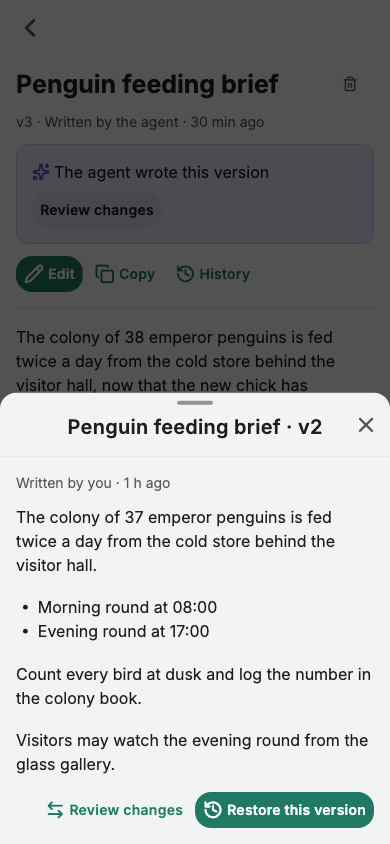 Penguin feeding brief
v3 · Written by the agent · 30 min ago
The agent wrote this version
Review changes
Edit
Copy
History
The colony of 38 emperor penguins is fed
twice a day from the cold store behind the
visitor hall, now that the new chick has
Penguin feeding brief · v2
Written by you · 1 h ago
The colony of 37 emperor penguins is fed
twice a day from the cold store behind the
visitor hall.
• Morning round at 08:00
• Evening round at 17:00
Count every bird at dusk and log the number in
the colony book.
Visitors may watch the evening round from the
glass gallery.
Review changes
Restore this version